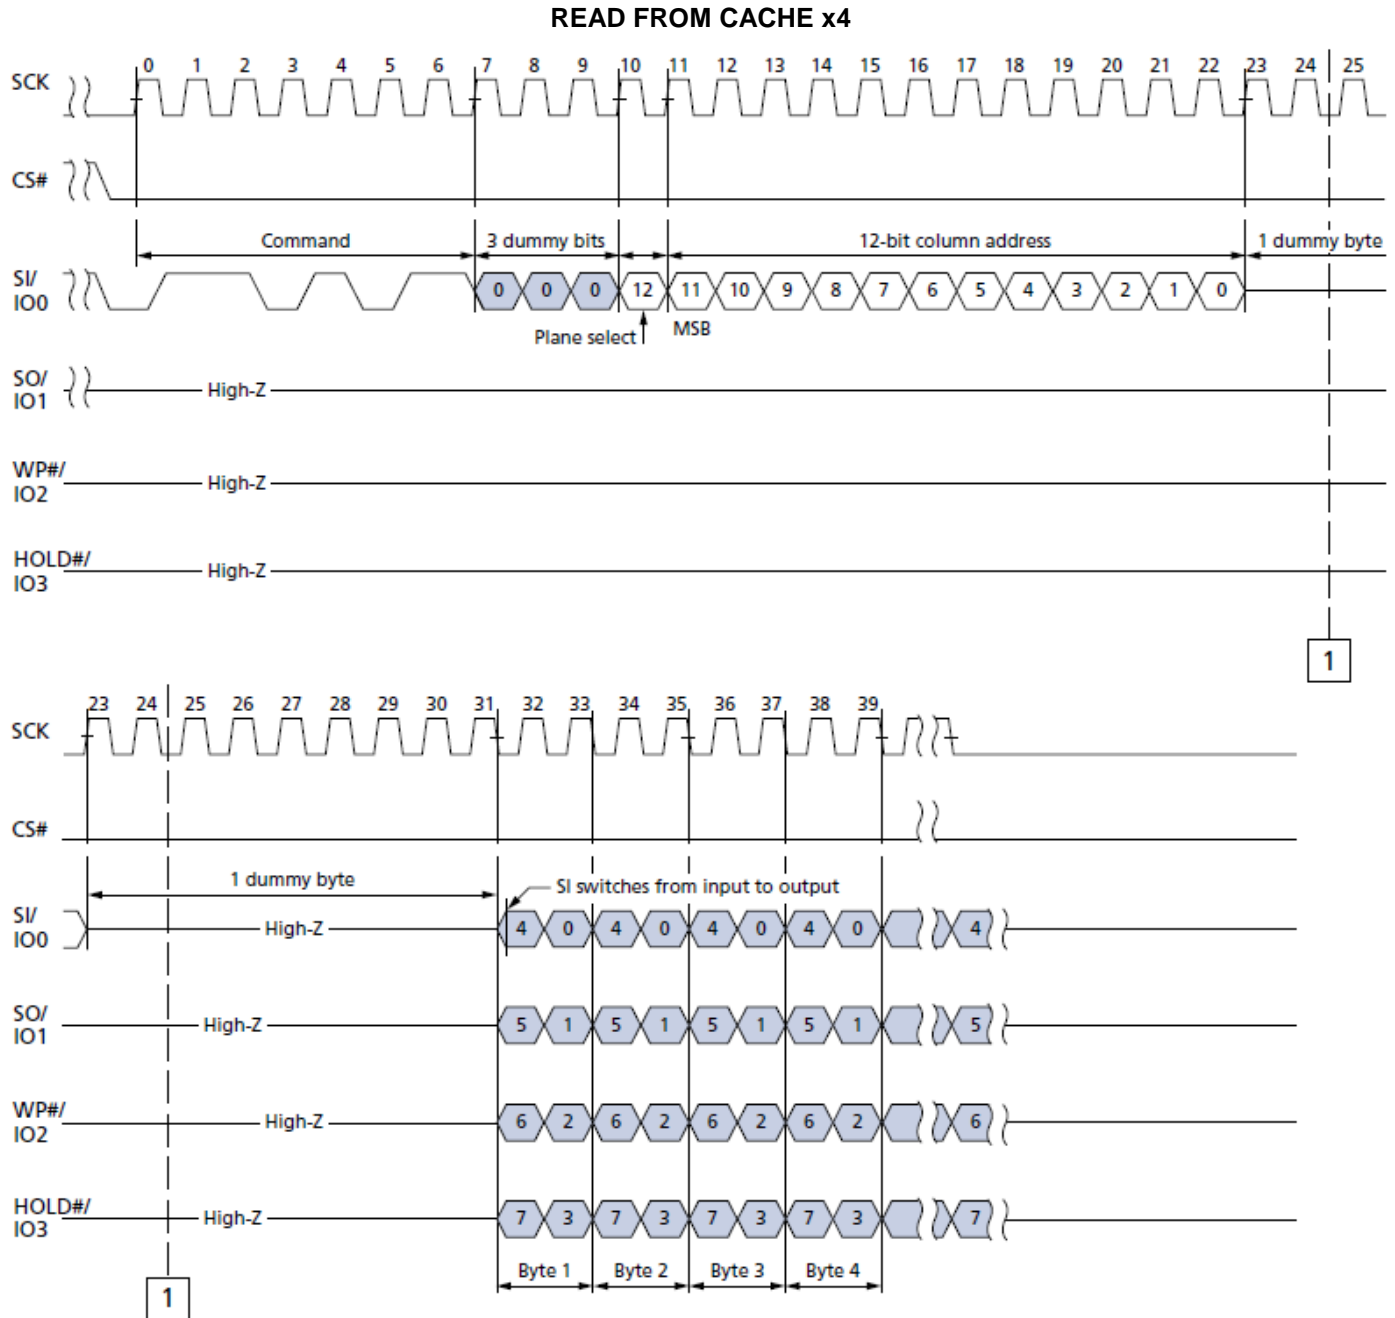 READ FROM CACHE x4
0 1 2 3 4 5 6 7 8 9 10 11 12 13 14 15 16 17 18 19 20 21 22 23 24 25
SCK
CS#
Command 3 dummy bits 12-bit column address 1 dummy byte
SI/
IO0
0 0 0 12 11 10 9 8 7 6 5 4 3 2 1 0
Plane select MSB
SO/
IO1
High-Z
WP#/
IO2
High-Z
HOLD#/
IO3
High-Z
1
23 24 25 26 27 28 29 30 31 32 33 34 35 36 37 38 39
SCK
CS#
1 dummy byte SI switches from input to output
SI/
IO0
High-Z 4 0 4 0 4 0 4 0 4
SO/
IO1
High-Z 5 1 5 1 5 1 5 1 5
WP#/
IO2
High-Z 6 2 6 2 6 2 6 2 6
HOLD#/
IO3
High-Z 7 3 7 3 7 3 7 3 7
Byte 1 Byte 2 Byte 3 Byte 4
1